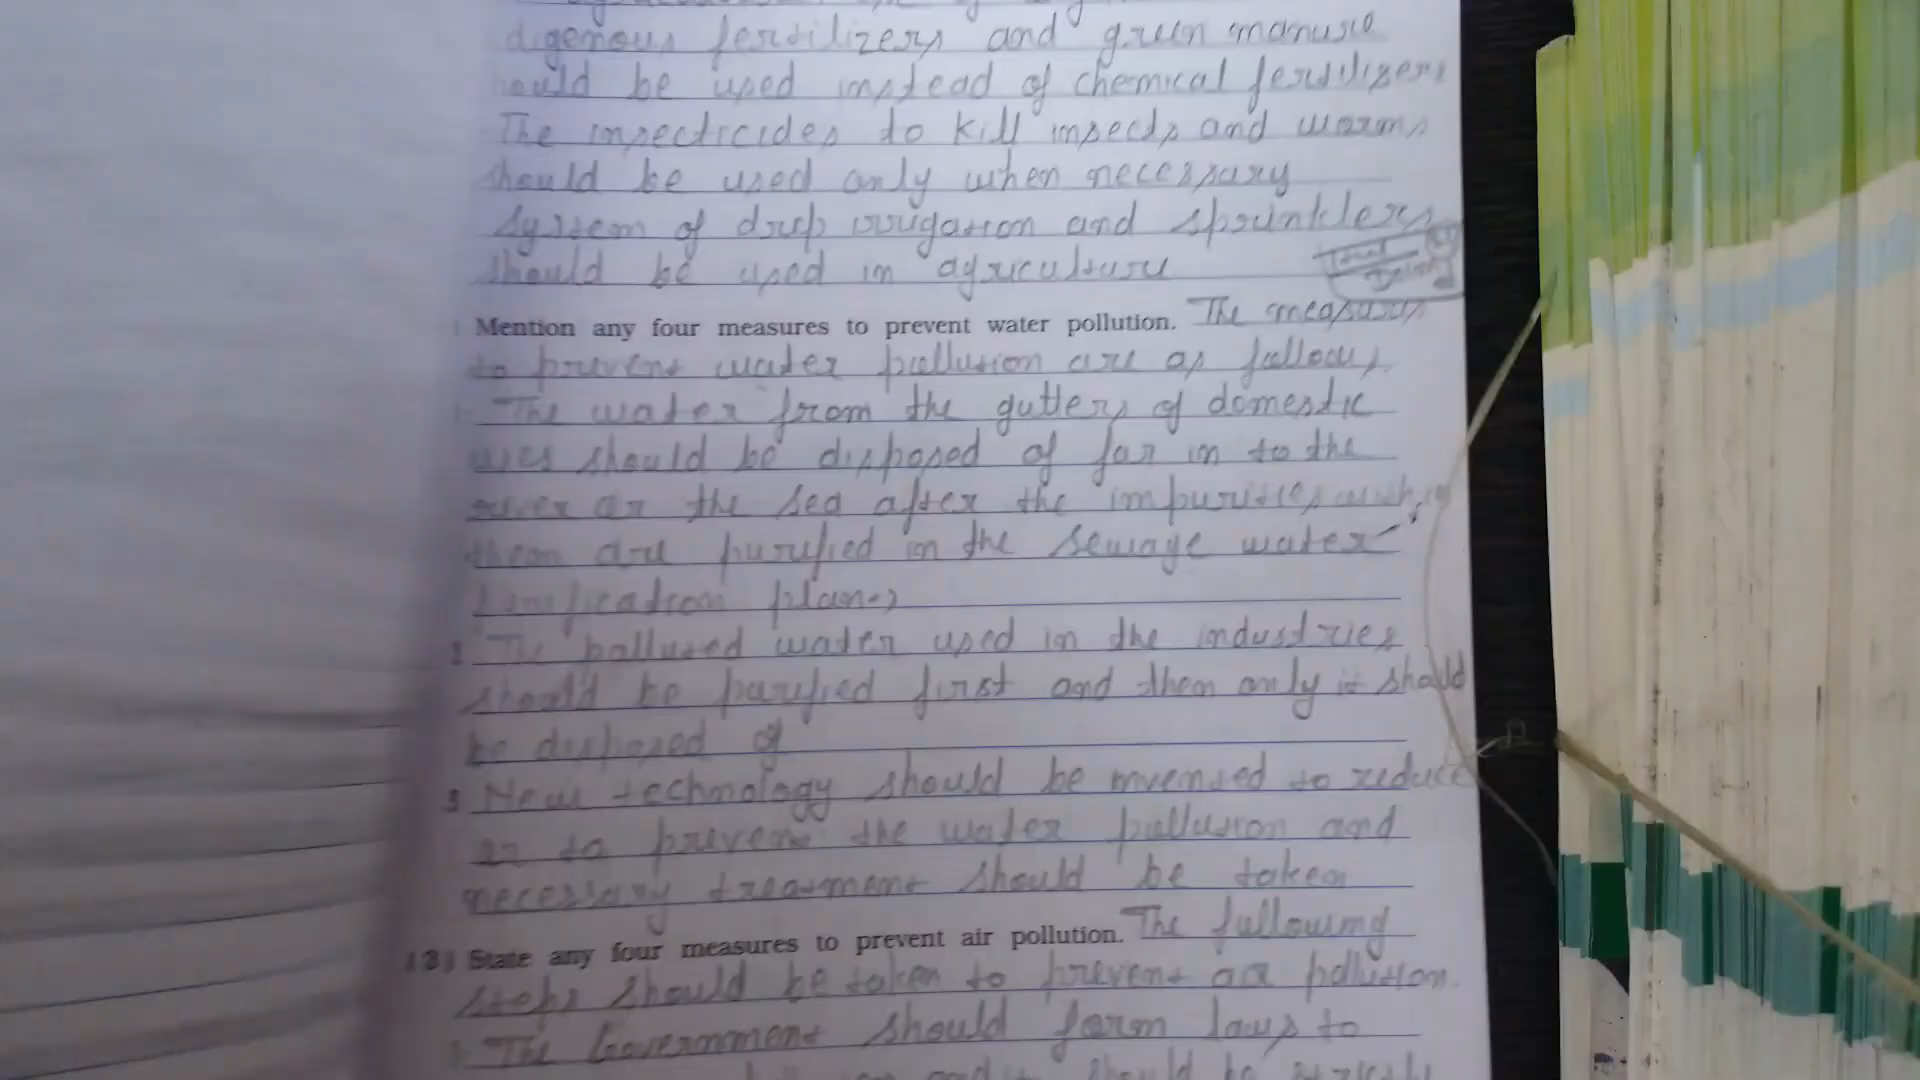 digenous fertilizers and green manure
should be used instead of chemical fertilizers
The insecticides to kill insects and worms
should be used only when necessary
System of drip irrigation and sprinklers
should be used in agriculture
Mention any four measures to prevent water pollution. The measures
to prevent water pollution are as follows.
The water from the gutters of domestic
uses should be disposed of far in to the
river or the sea after the impurities with in
them are purified in the sewage water
purification plants
2 The polluted water used in the industries
should be purified first and then only it should
be disposed of
3 New technology should be invented to reduce
or to prevent the water pollution and
necessary treatment should be taken
(3) State any four measures to prevent air pollution. The following
steps should be taken to prevent air pollution.
The Government should form laws to
should be strictly